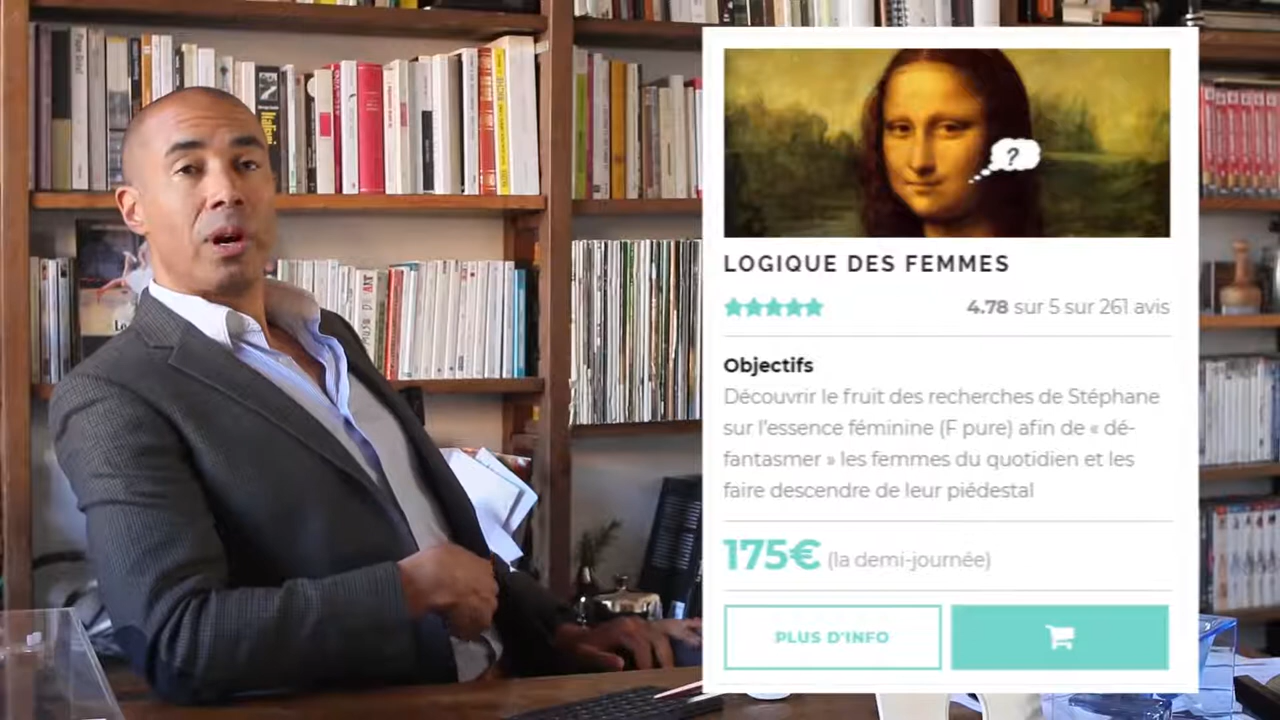 ?
LOGIQUE DES FEMMES
4.78 sur 5 sur 261 avis
Objectifs
Découvrir le fruit des recherches de Stéphane
sur l'essence féminine (F pure) afin de « dé-
fantasmer » les femmes du quotidien et les
faire descendre de leur piédestal
175€ (la demi-journée)
PLUS D'INFO